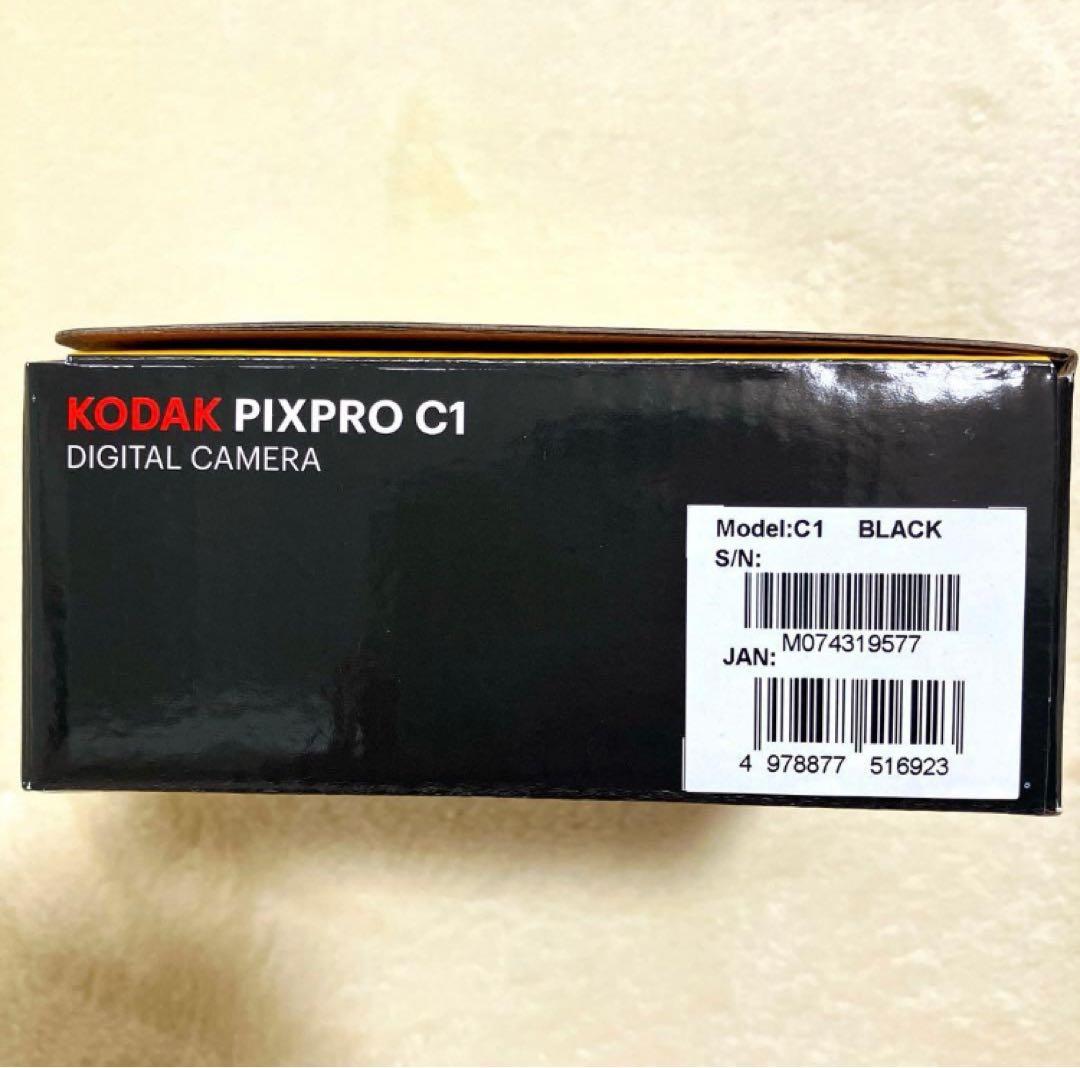 KODAK PIXPRO C1
DIGITAL CAMERA
Model:C1 BLACK
S/N:
M074319577
JAN:
4 978877 516923